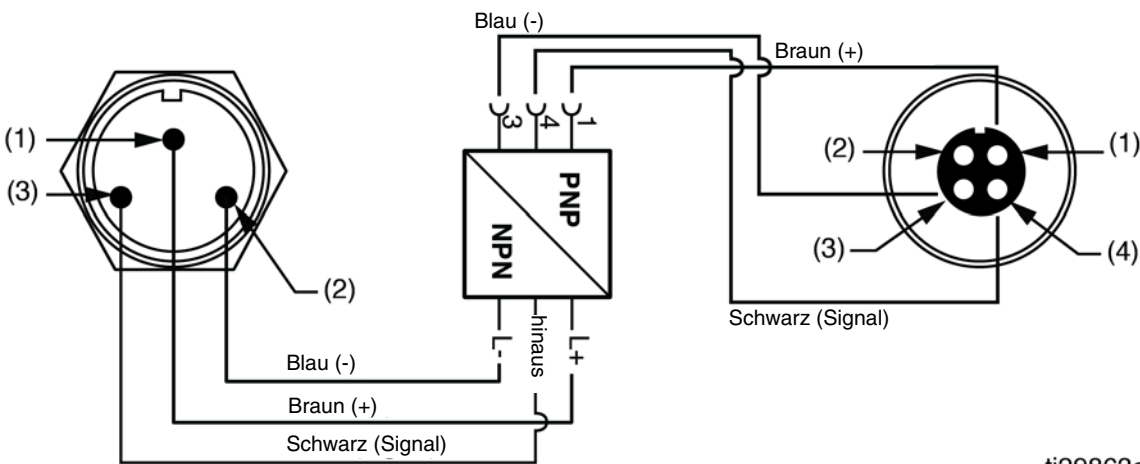 Blau (-)
Braun (+)
(1)
(3)
(2)
3
4
1
PNP
NPN
(2)
(1)
(3)
(4)
Schwarz (Signal)
L-
hinaus
L+
Blau (-)
Braun (+)
Schwarz (Signal)